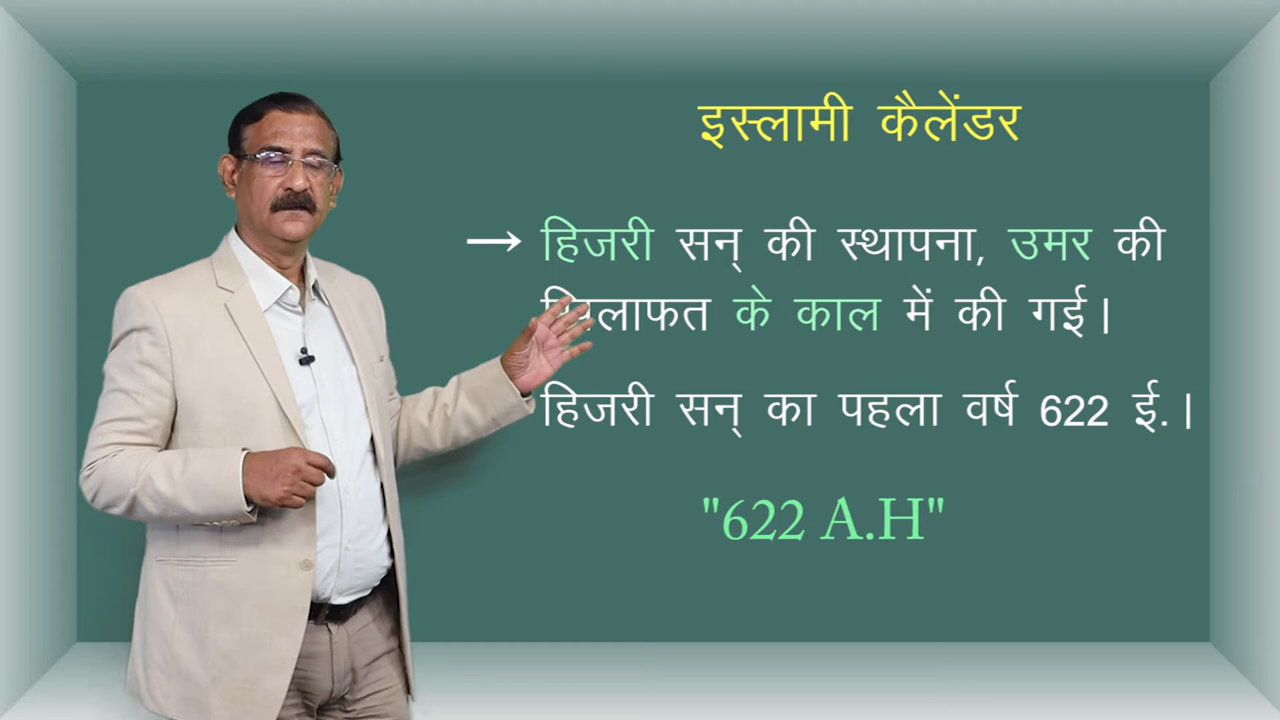 इस्लामी कैलेंडर
→ हिजरी सन् की स्थापना, उमर की
के काल में की गई।
हिजरी सन् का पहला वर्ष 622 ई.।
"622 A.H"